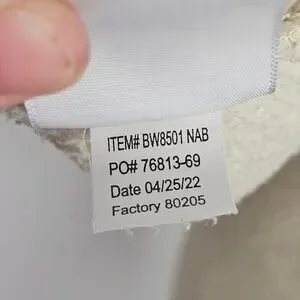 ITEM# BW8501 NAB
PO# 76813-69
Date 04/25/22
Factory 80205